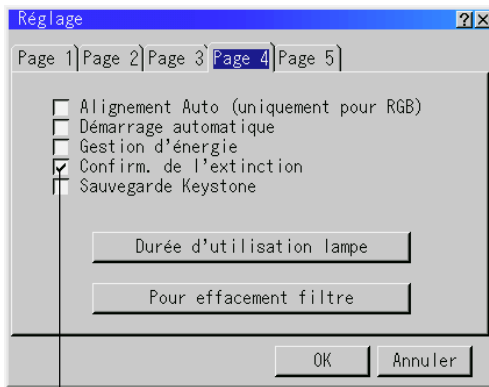 Réglage ? ×
Page 1 Page 2 Page 3 Page 4 Page 5
Alignement Auto (uniquement pour RGB)
Démarrage automatique
Gestion d'énergie
Confirm. de l'extinction
Sauvegarde Keystone
Durée d'utilisation lampe
Pour effacement filtre
OK Annuler